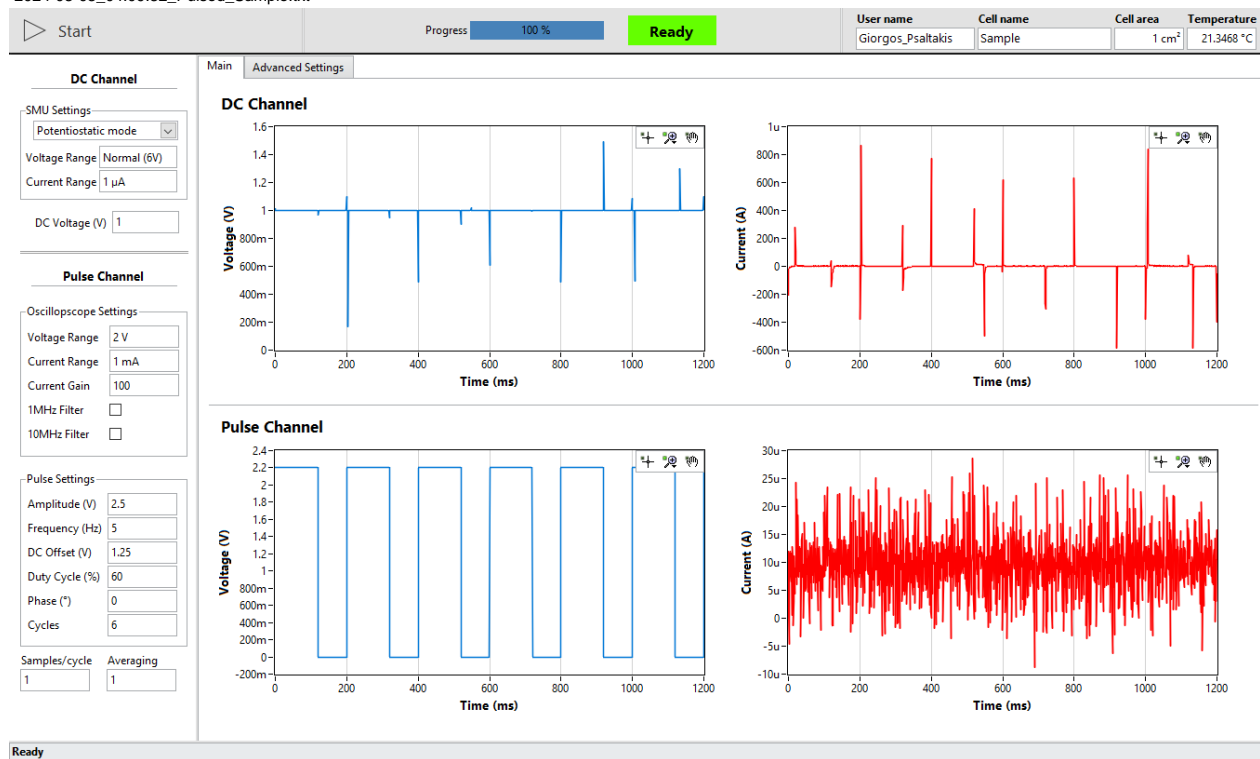 Start
Progress
100 %
Ready
User name
Cell name
Cell area
Temperature
Giorgos_Psaltakis
Sample
1 cm²
21.3468 °C
DC Channel
SMU Settings
Potentiostatic mode
Voltage Range Normal (6V)
Current Range 1 µA
DC Voltage (V) 1
Pulse Channel
Oscillopscope Settings
Voltage Range 2 V
Current Range 1 mA
Current Gain 100
1MHz Filter
10MHz Filter
Pulse Settings
Amplitude (V) 2.5
Frequency (Hz) 5
DC Offset (V) 1.25
Duty Cycle (%) 60
Phase (°) 0
Cycles 6
Samples/cycle Averaging
1 1
Main Advanced Settings
DC Channel
Voltage (V)
1.6
1.4
1.2
1
800m
600m
400m
200m
0
0 200 400 600 800 1000 1200
Time (ms)
Current (A)
1u
800n
600n
400n
200n
0
-200n
-400n
-600n
0 200 400 600 800 1000 1200
Time (ms)
Pulse Channel
Voltage (V)
2.4
2.2
2
1.8
1.6
1.4
1.2
1
800m
600m
400m
200m
0
-200m
0 200 400 600 800 1000 1200
Time (ms)
Current (A)
30u
25u
20u
15u
10u
5u
0
-5u
-10u
0 200 400 600 800 1000 1200
Time (ms)
Ready